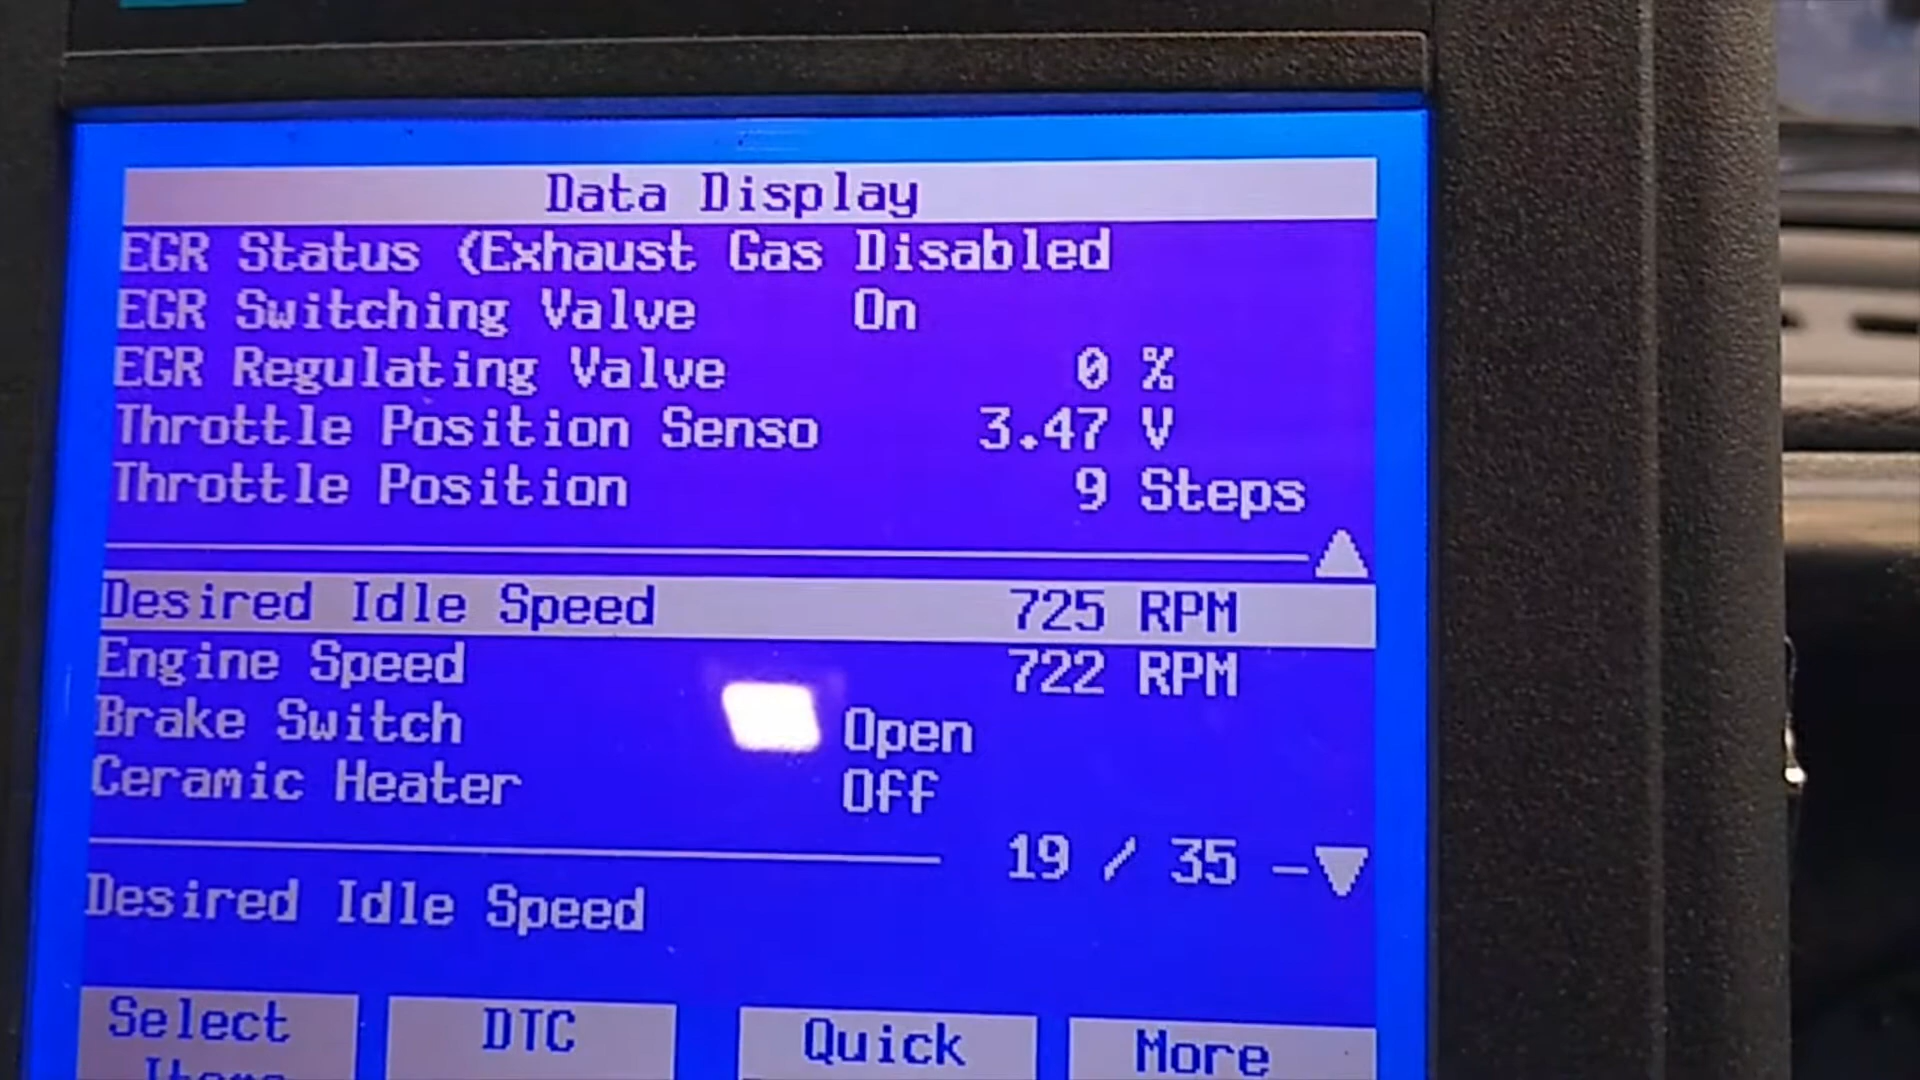 Data Display
EGR Status (Exhaust Gas Disabled
EGR Switching Valve On
EGR Regulating Valve 0 %
Throttle Position Senso 3.47 V
Throttle Position 9 Steps
Desired Idle Speed 725 RPM
Engine Speed 722 RPM
Brake Switch Open
Ceramic Heater Off
19 / 35
Desired Idle Speed
Select DTC Quick More
Items